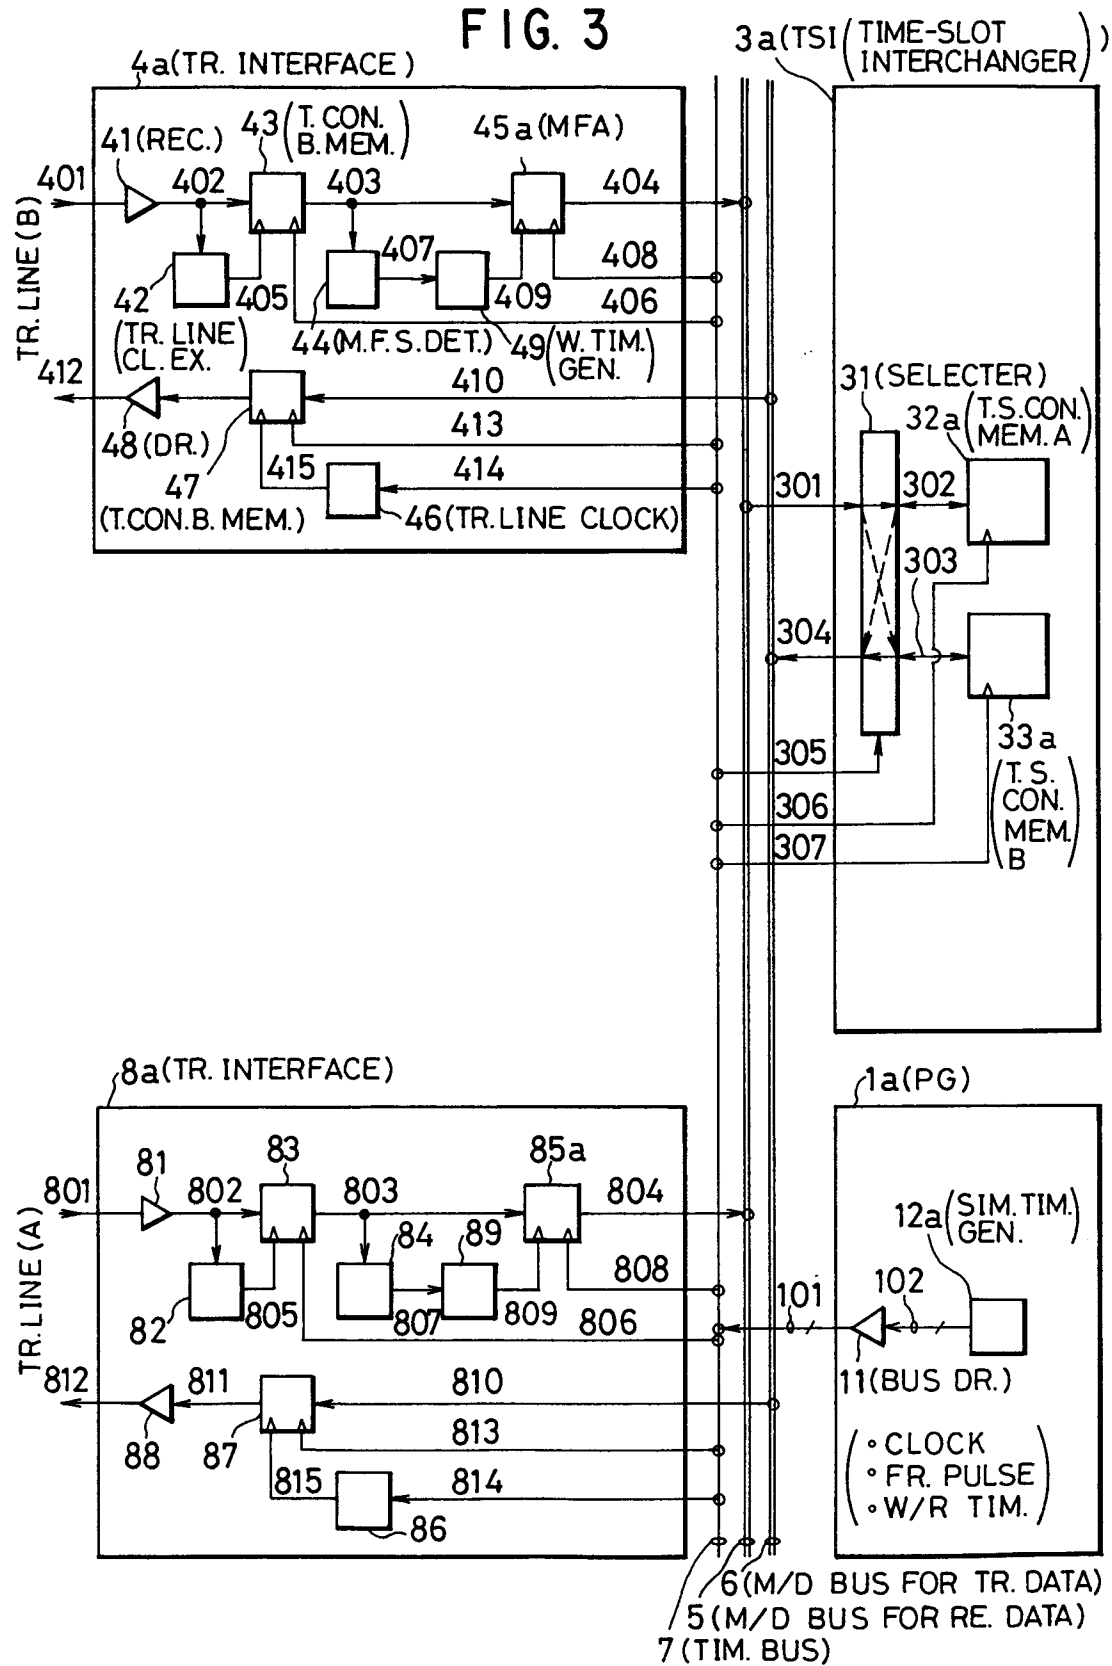 FIG. 3
4a(TR. INTERFACE)
3a(TSI(TIME-SLOT
INTERCHANGER))
43(T. CON.
B. MEM.)
45a(MFA)
41(REC.)
401
402
403
404
TR. LINE(B)
42
(TR. LINE
CL. EX.)
405
407
409
408
406
44(M.F.S.DET.)
49(W. TIM.
GEN.)
412
410
48(DR.)
413
47
(T.CON.B. MEM.)
415
414
46(TR.LINE CLOCK)
31(SELECTER)
32a(T.S.CON.
MEM. A)
301
302
303
304
33a
(T. S.
CON.
MEM.
B)
305
306
307
8a(TR. INTERFACE)
1a(PG)
81
83
85a
801
802
803
804
TR.LINE(A)
84
89
82
805
807
809
808
806
812
811
810
88
87
813
815
814
86
12a(SIM. TIM.
GEN.)
101
102
11(BUS DR.)
(∘ CLOCK
∘ FR. PULSE
∘ W/R TIM.)
6(M/D BUS FOR TR. DATA)
5(M/D BUS FOR RE. DATA)
7(TIM. BUS)